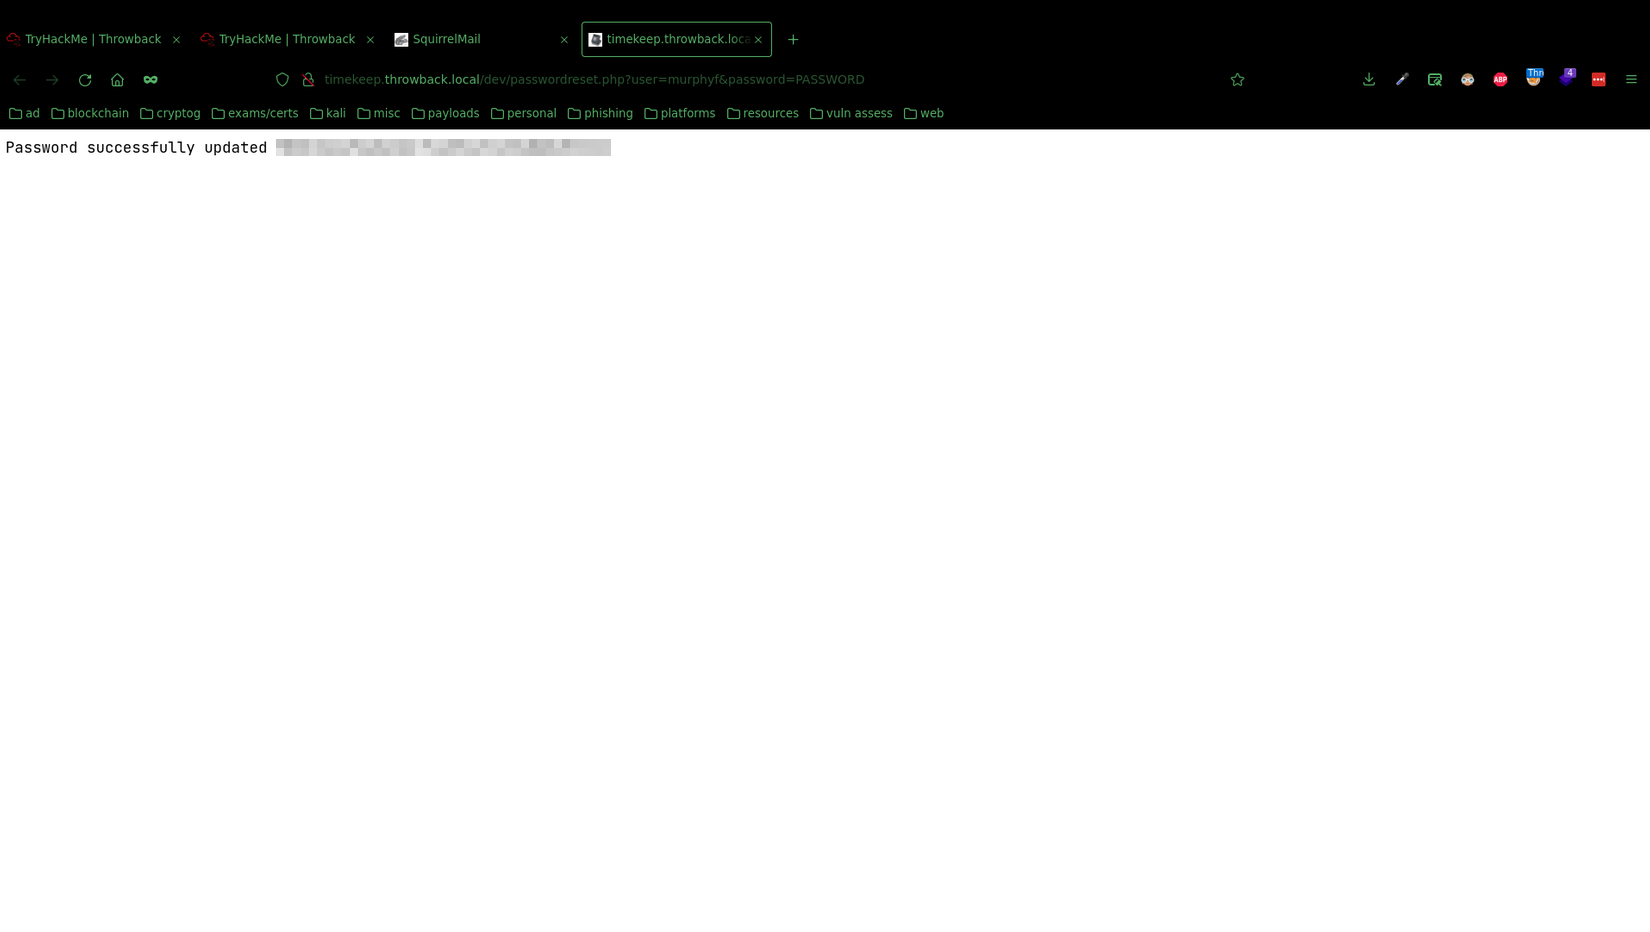 TryHackMe | Throwback
TryHackMe | Throwback
SquirrelMail
timekeep.throwback.loca
timekeep.throwback.local/dev/passwordreset.php?user=murphyf&password=PASSWORD
ABP
Thn
4
ad
blockchain
cryptog
exams/certs
kali
misc
payloads
personal
phishing
platforms
resources
vuln assess
web
Password successfully updated